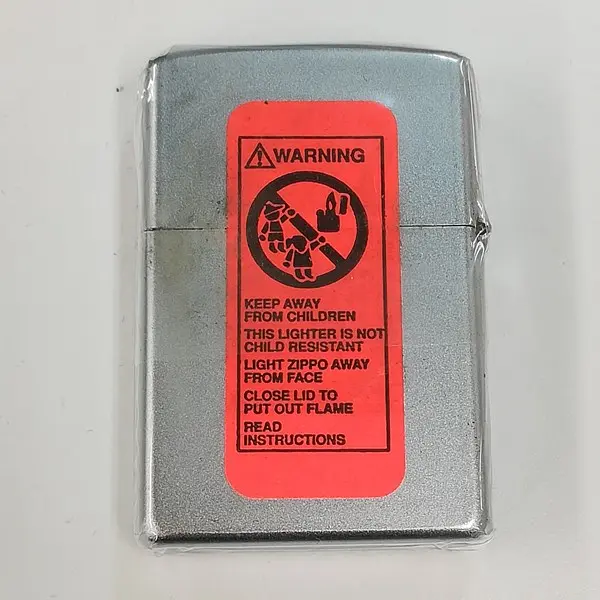 WARNING
KEEP AWAY
FROM CHILDREN
THIS LIGHTER IS NOT
CHILD RESISTANT
LIGHT ZIPPO AWAY
FROM FACE
CLOSE LID TO
PUT OUT FLAME
READ
INSTRUCTIONS